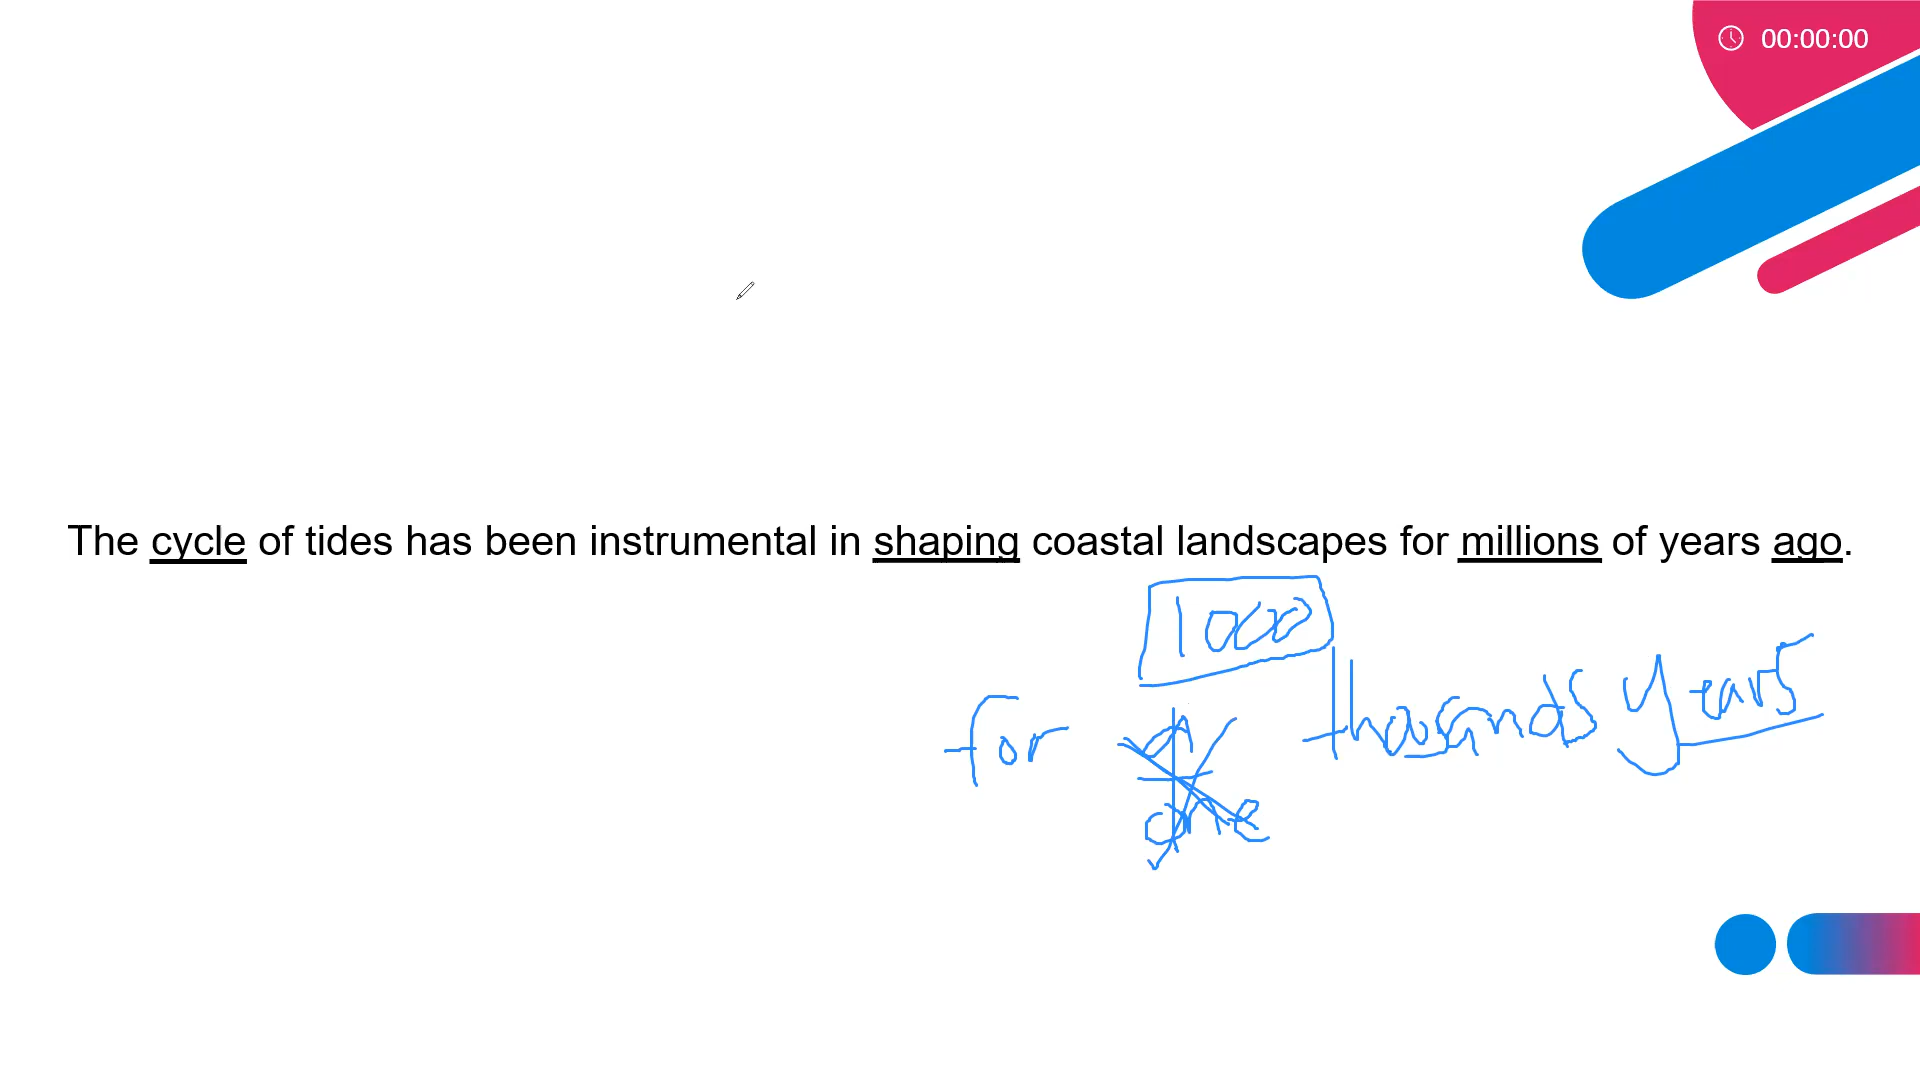 00:00:00
The cycle of tides has been instrumental in shaping coastal landscapes for millions of years ago.
1000
for a thousands years
one